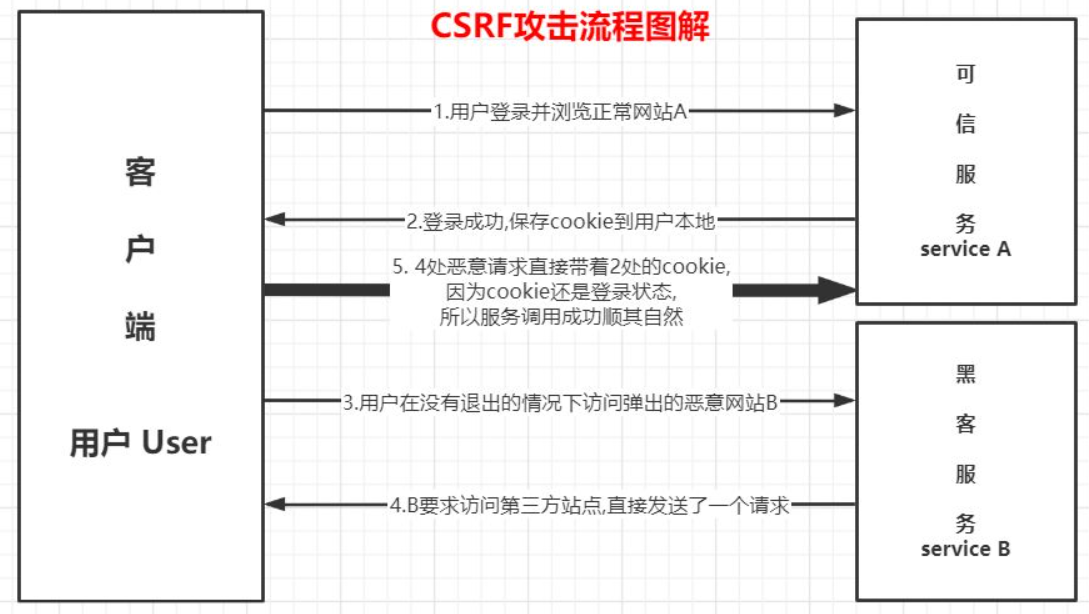 CSRF攻击流程图解
客
户
端
用户 User
1.用户登录并浏览正常网站A
2.登录成功,保存cookie到用户本地
5. 4处恶意请求直接带着2处的cookie,
因为cookie还是登录状态,
所以服务调用成功顺其自然
3.用户在没有退出的情况下访问弹出的恶意网站B
4.B要求访问第三方站点,直接发送了一个请求
可
信
服
务
service A
黑
客
服
务
service B